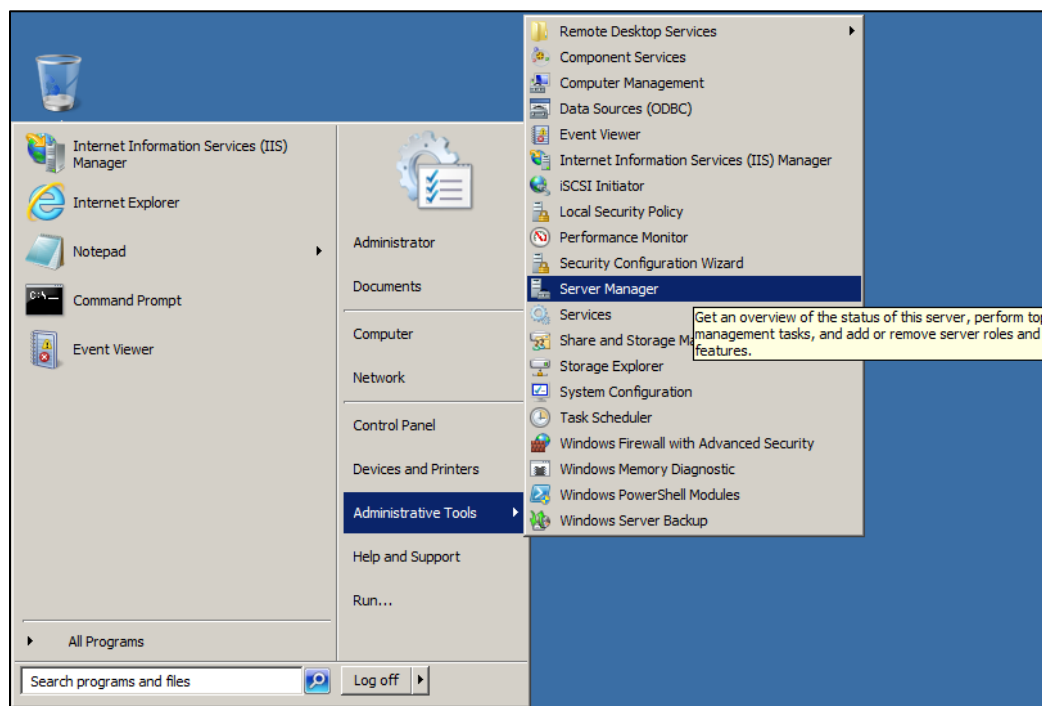 Internet Information Services (IIS)
Manager
Internet Explorer
Notepad
C:\_
Command Prompt
Event Viewer
All Programs
Search programs and files
Administrator
Documents
Computer
Network
Control Panel
Devices and Printers
Administrative Tools
Help and Support
Run...
Log off
Remote Desktop Services
Component Services
Computer Management
Data Sources (ODBC)
Event Viewer
Internet Information Services (IIS) Manager
iSCSI Initiator
Local Security Policy
Performance Monitor
Security Configuration Wizard
Server Manager
Services
Share and Storage Ma
Storage Explorer
System Configuration
Task Scheduler
Windows Firewall with Advanced Security
Windows Memory Diagnostic
Windows PowerShell Modules
Windows Server Backup
Get an overview of the status of this server, perform top
management tasks, and add or remove server roles and
features.